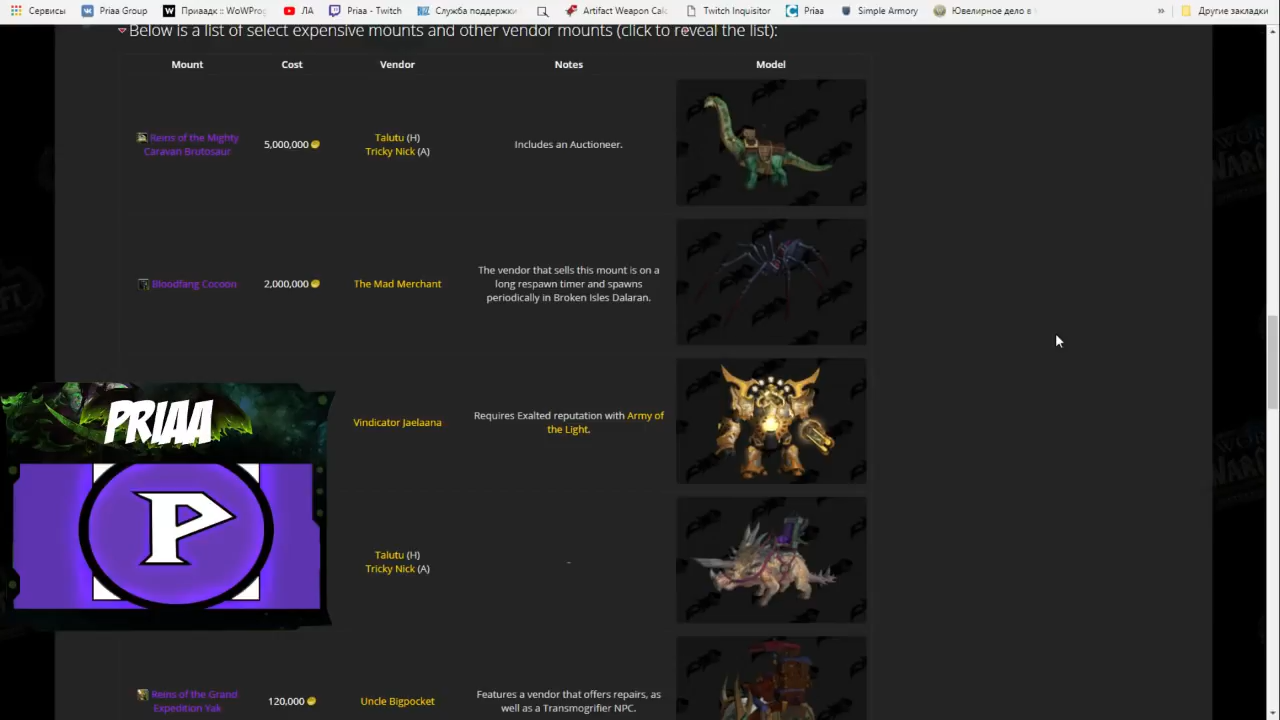 Сервисы Priaa Group Приаадк :: WoWProg ЛА Priaa - Twitch Служба поддержки Artifact Weapon Cal Twitch Inquisitor Priaa Simple Armory Ювелирное дело в » Другие закладки
Below is a list of select expensive mounts and other vendor mounts (click to reveal the list):
Mount Cost Vendor Notes Model
Reins of the Mighty
Caravan Brutosaur
5,000,000
Talutu (H)
Tricky Nick (A)
Includes an Auctioneer.
Bloodfang Cocoon
2,000,000
The Mad Merchant
The vendor that sells this mount is on a
long respawn timer and spawns
periodically in Broken Isles Dalaran.
Vindicator Jaelaana
Requires Exalted reputation with Army of
the Light.
PRIAA
P
Talutu (H)
Tricky Nick (A)
-
Reins of the Grand
Expedition Yak
120,000
Uncle Bigpocket
Features a vendor that offers repairs, as
well as a Transmogrifier NPC.